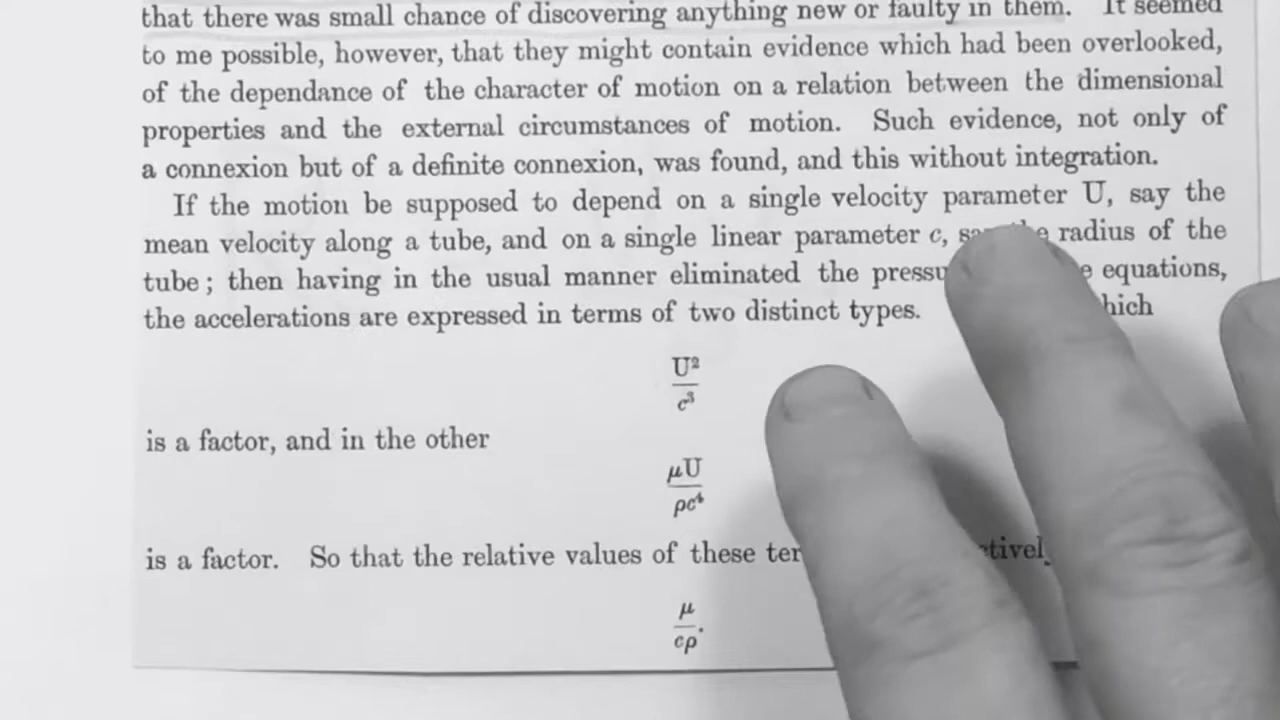 that there was small chance of discovering anything new or faulty in them. It seemed
to me possible, however, that they might contain evidence which had been overlooked,
of the dependance of the character of motion on a relation between the dimensional
properties and the external circumstances of motion. Such evidence, not only of
a connexion but of a definite connexion, was found, and this without integration.
If the motion be supposed to depend on a single velocity parameter U, say the
mean velocity along a tube, and on a single linear parameter c, radius of the
tube; then having in the usual manner eliminated the equations,
the accelerations are expressed in terms of two distinct types.
U²
c³
is a factor, and in the other
μU
ρc⁴
is a factor. So that the relative values of these
μ
cρ.